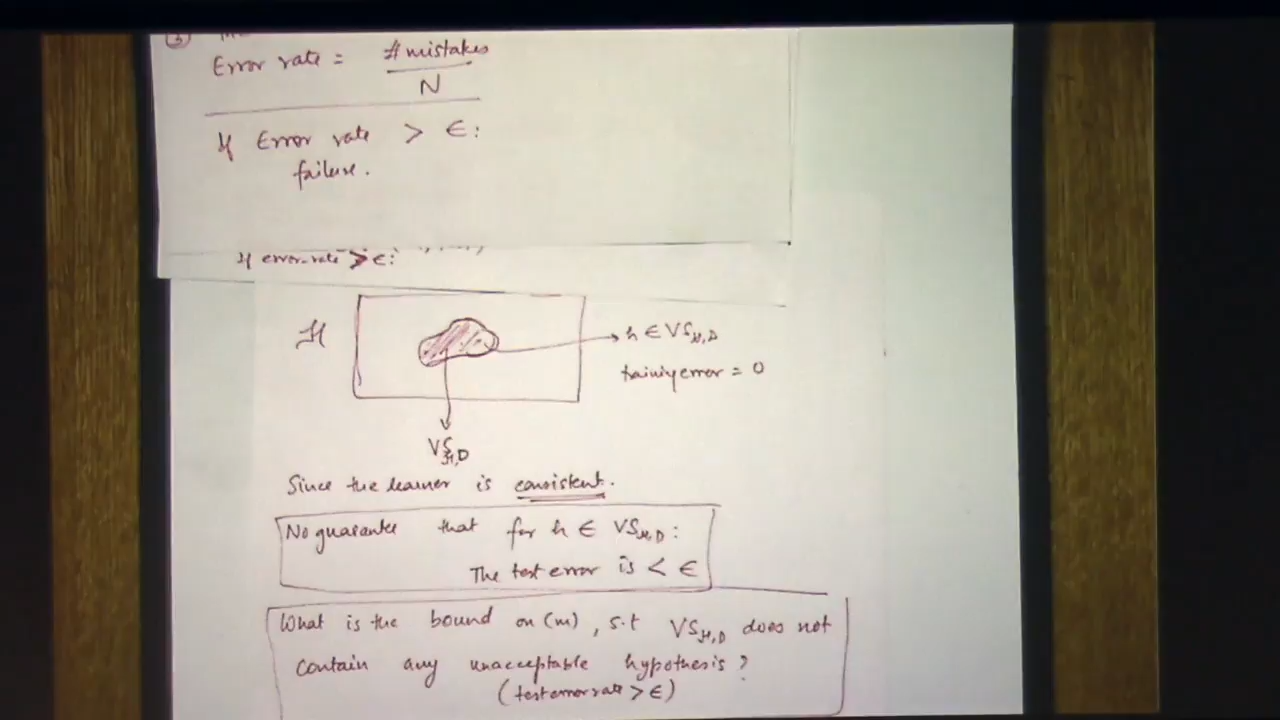 ③
Error rate = # mistakes
N
If Error rate > ∈:
failure.
If error-rate > ∈:
H
h ∈ VS_H,D
trainiy error = 0
VS_H,D
Since the learner is consistent.
No guarantee that for h ∈ VS_H,D:
The test error is < ∈
What is the bound on (m), s.t VS_H,D does not
contain any unacceptable hypothesis?
(test error rate > ∈)